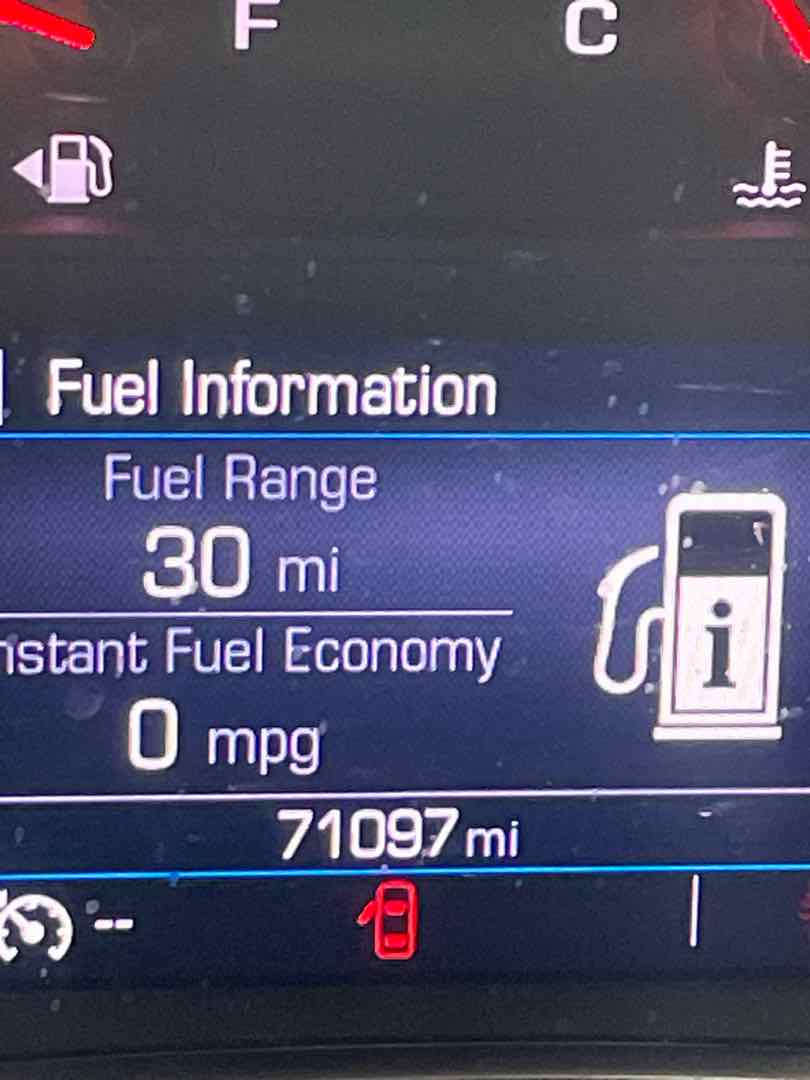 F
C
Fuel Information
Fuel Range
30 mi
nstant Fuel Economy
0 mpg
i
71097 mi
--